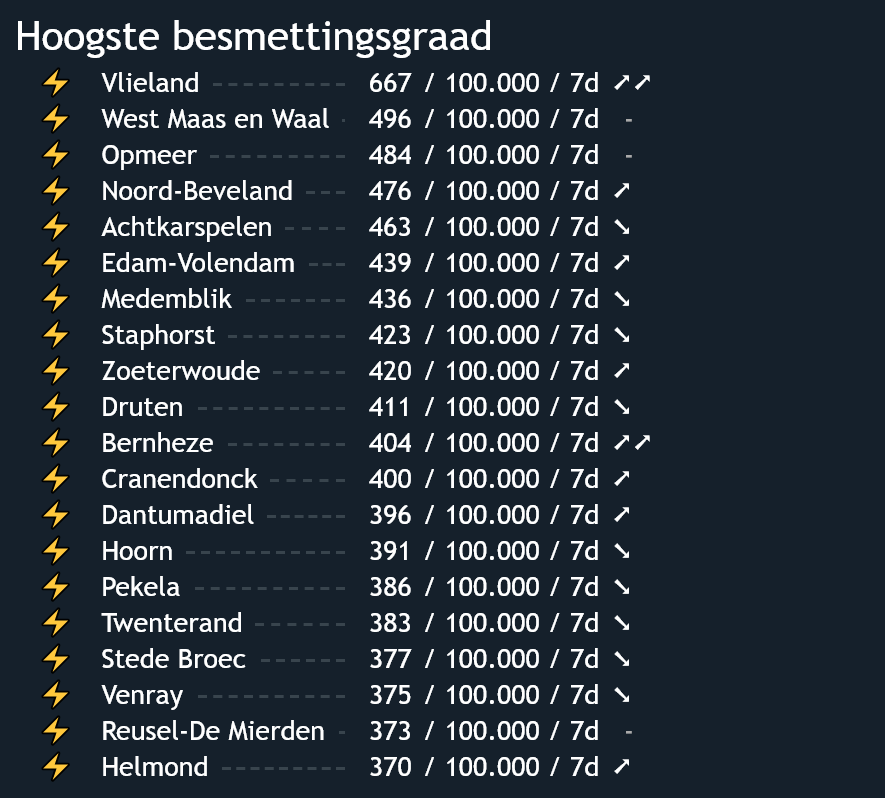 Hoogste besmettingsgraad
⚡ Vlieland --------- 667 / 100.000 / 7d ➚➚
⚡ West Maas en Waal - 496 / 100.000 / 7d -
⚡ Opmeer --------- 484 / 100.000 / 7d -
⚡ Noord-Beveland --- 476 / 100.000 / 7d ➚
⚡ Achtkarspelen ---- 463 / 100.000 / 7d ➘
⚡ Edam-Volendam --- 439 / 100.000 / 7d ➚
⚡ Medemblik ------- 436 / 100.000 / 7d ➘
⚡ Staphorst -------- 423 / 100.000 / 7d ➘
⚡ Zoeterwoude ----- 420 / 100.000 / 7d ➚
⚡ Druten ---------- 411 / 100.000 / 7d ➘
⚡ Bernheze -------- 404 / 100.000 / 7d ➚➚
⚡ Cranendonck ----- 400 / 100.000 / 7d ➚
⚡ Dantumadiel ------ 396 / 100.000 / 7d ➚
⚡ Hoorn ----------- 391 / 100.000 / 7d ➘
⚡ Pekela ---------- 386 / 100.000 / 7d ➘
⚡ Twenterand ------ 383 / 100.000 / 7d ➘
⚡ Stede Broec ------ 377 / 100.000 / 7d ➘
⚡ Venray ---------- 375 / 100.000 / 7d ➘
⚡ Reusel-De Mierden - 373 / 100.000 / 7d -
⚡ Helmond --------- 370 / 100.000 / 7d ➚